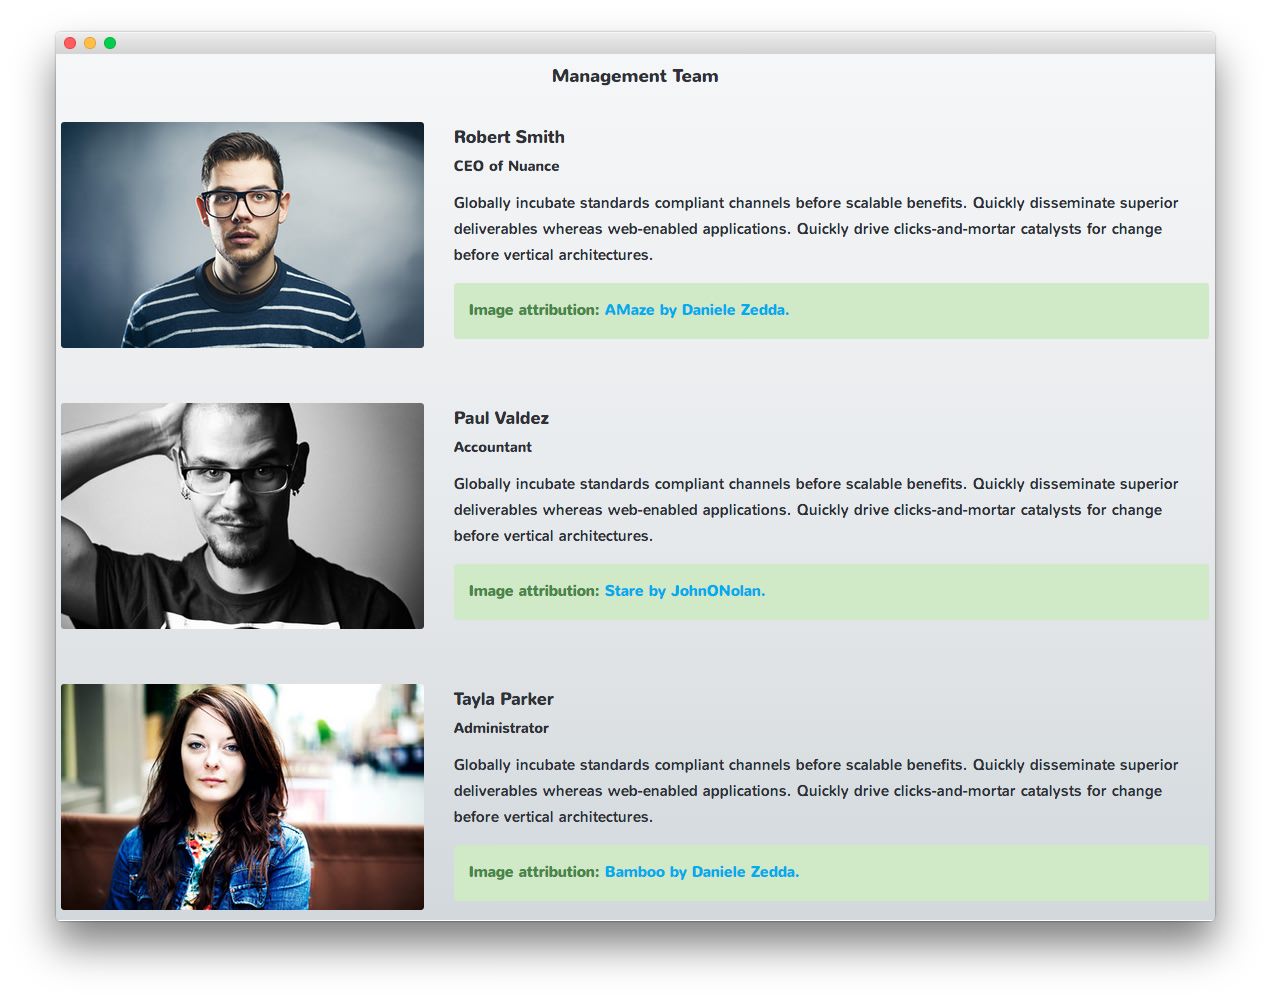 Management Team
Robert Smith
CEO of Nuance
Globally incubate standards compliant channels before scalable benefits. Quickly disseminate superior
deliverables whereas web-enabled applications. Quickly drive clicks-and-mortar catalysts for change
before vertical architectures.
Image attribution: AMaze by Daniele Zedda.
Paul Valdez
Accountant
Globally incubate standards compliant channels before scalable benefits. Quickly disseminate superior
deliverables whereas web-enabled applications. Quickly drive clicks-and-mortar catalysts for change
before vertical architectures.
Image attribution: Stare by JohnONolan.
Tayla Parker
Administrator
Globally incubate standards compliant channels before scalable benefits. Quickly disseminate superior
deliverables whereas web-enabled applications. Quickly drive clicks-and-mortar catalysts for change
before vertical architectures.
Image attribution: Bamboo by Daniele Zedda.